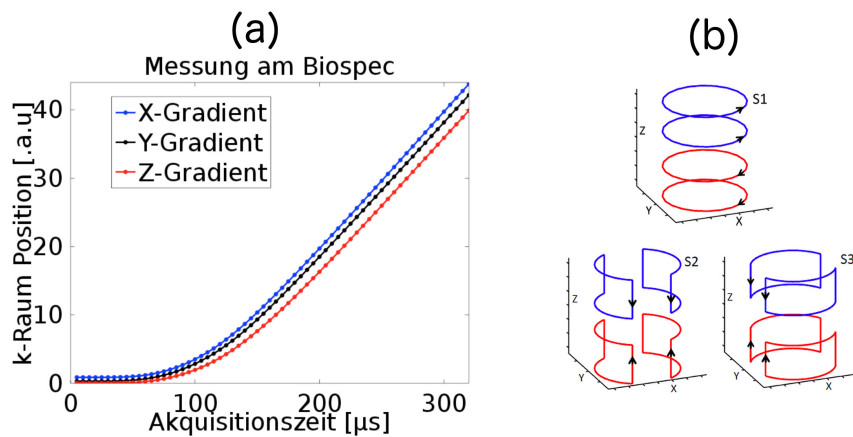 (a)
Messung am Biospec
k-Raum Position [.a.u]
40
30
20
10
0
X-Gradient
Y-Gradient
Z-Gradient
0
100
200
300
Akquisitionszeit [µs]
(b)
S1
Z
Y
X
S2
Z
Y
X
S3
Z
Y
X